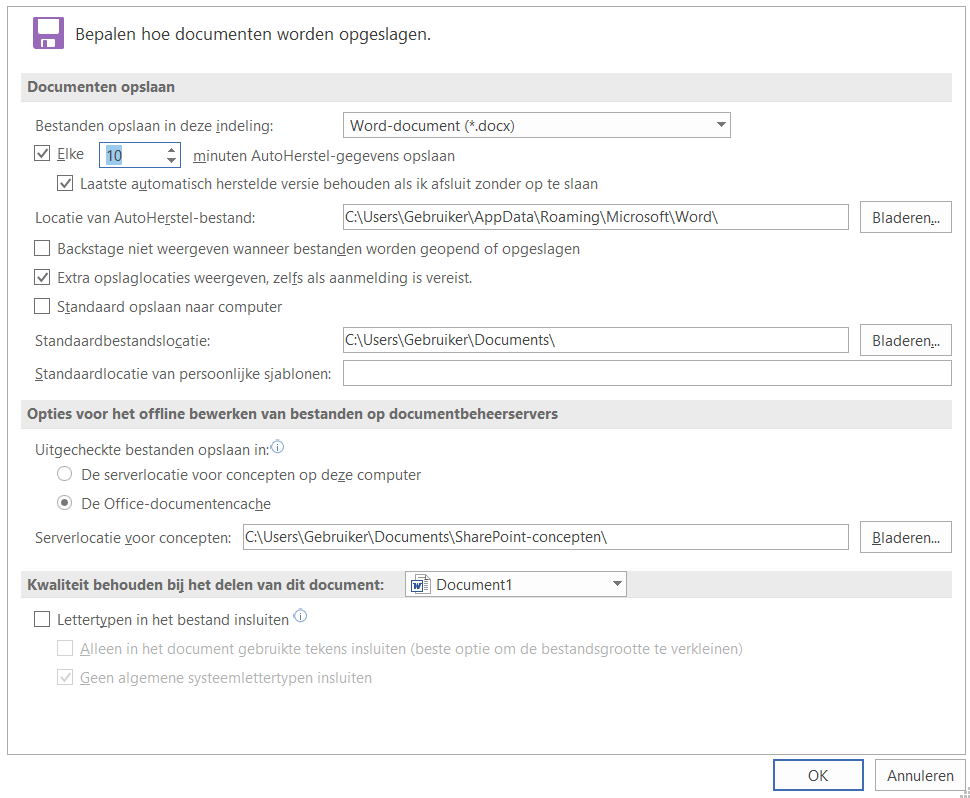 Bepalen hoe documenten worden opgeslagen.
Documenten opslaan
Bestanden opslaan in deze indeling: Word-document (*.docx)
Elke 10 minuten AutoHerstel-gegevens opslaan
Laatste automatisch herstelde versie behouden als ik afsluit zonder op te slaan
Locatie van AutoHerstel-bestand: C:\Users\Gebruiker\AppData\Roaming\Microsoft\Word\ Bladeren...
Backstage niet weergeven wanneer bestanden worden geopend of opgeslagen
Extra opslaglocaties weergeven, zelfs als aanmelding is vereist.
Standaard opslaan naar computer
Standaardbestandslocatie: C:\Users\Gebruiker\Documents\ Bladeren...
Standaardlocatie van persoonlijke sjablonen:
Opties voor het offline bewerken van bestanden op documentbeheerservers
Uitgecheckte bestanden opslaan in:
De serverlocatie voor concepten op deze computer
De Office-documentencache
Serverlocatie voor concepten: C:\Users\Gebruiker\Documents\SharePoint-concepten\ Bladeren...
Kwaliteit behouden bij het delen van dit document: Document1
Lettertypen in het bestand insluiten
Alleen in het document gebruikte tekens insluiten (beste optie om de bestandsgrootte te verkleinen)
Geen algemene systeemlettertypen insluiten
OK Annuleren